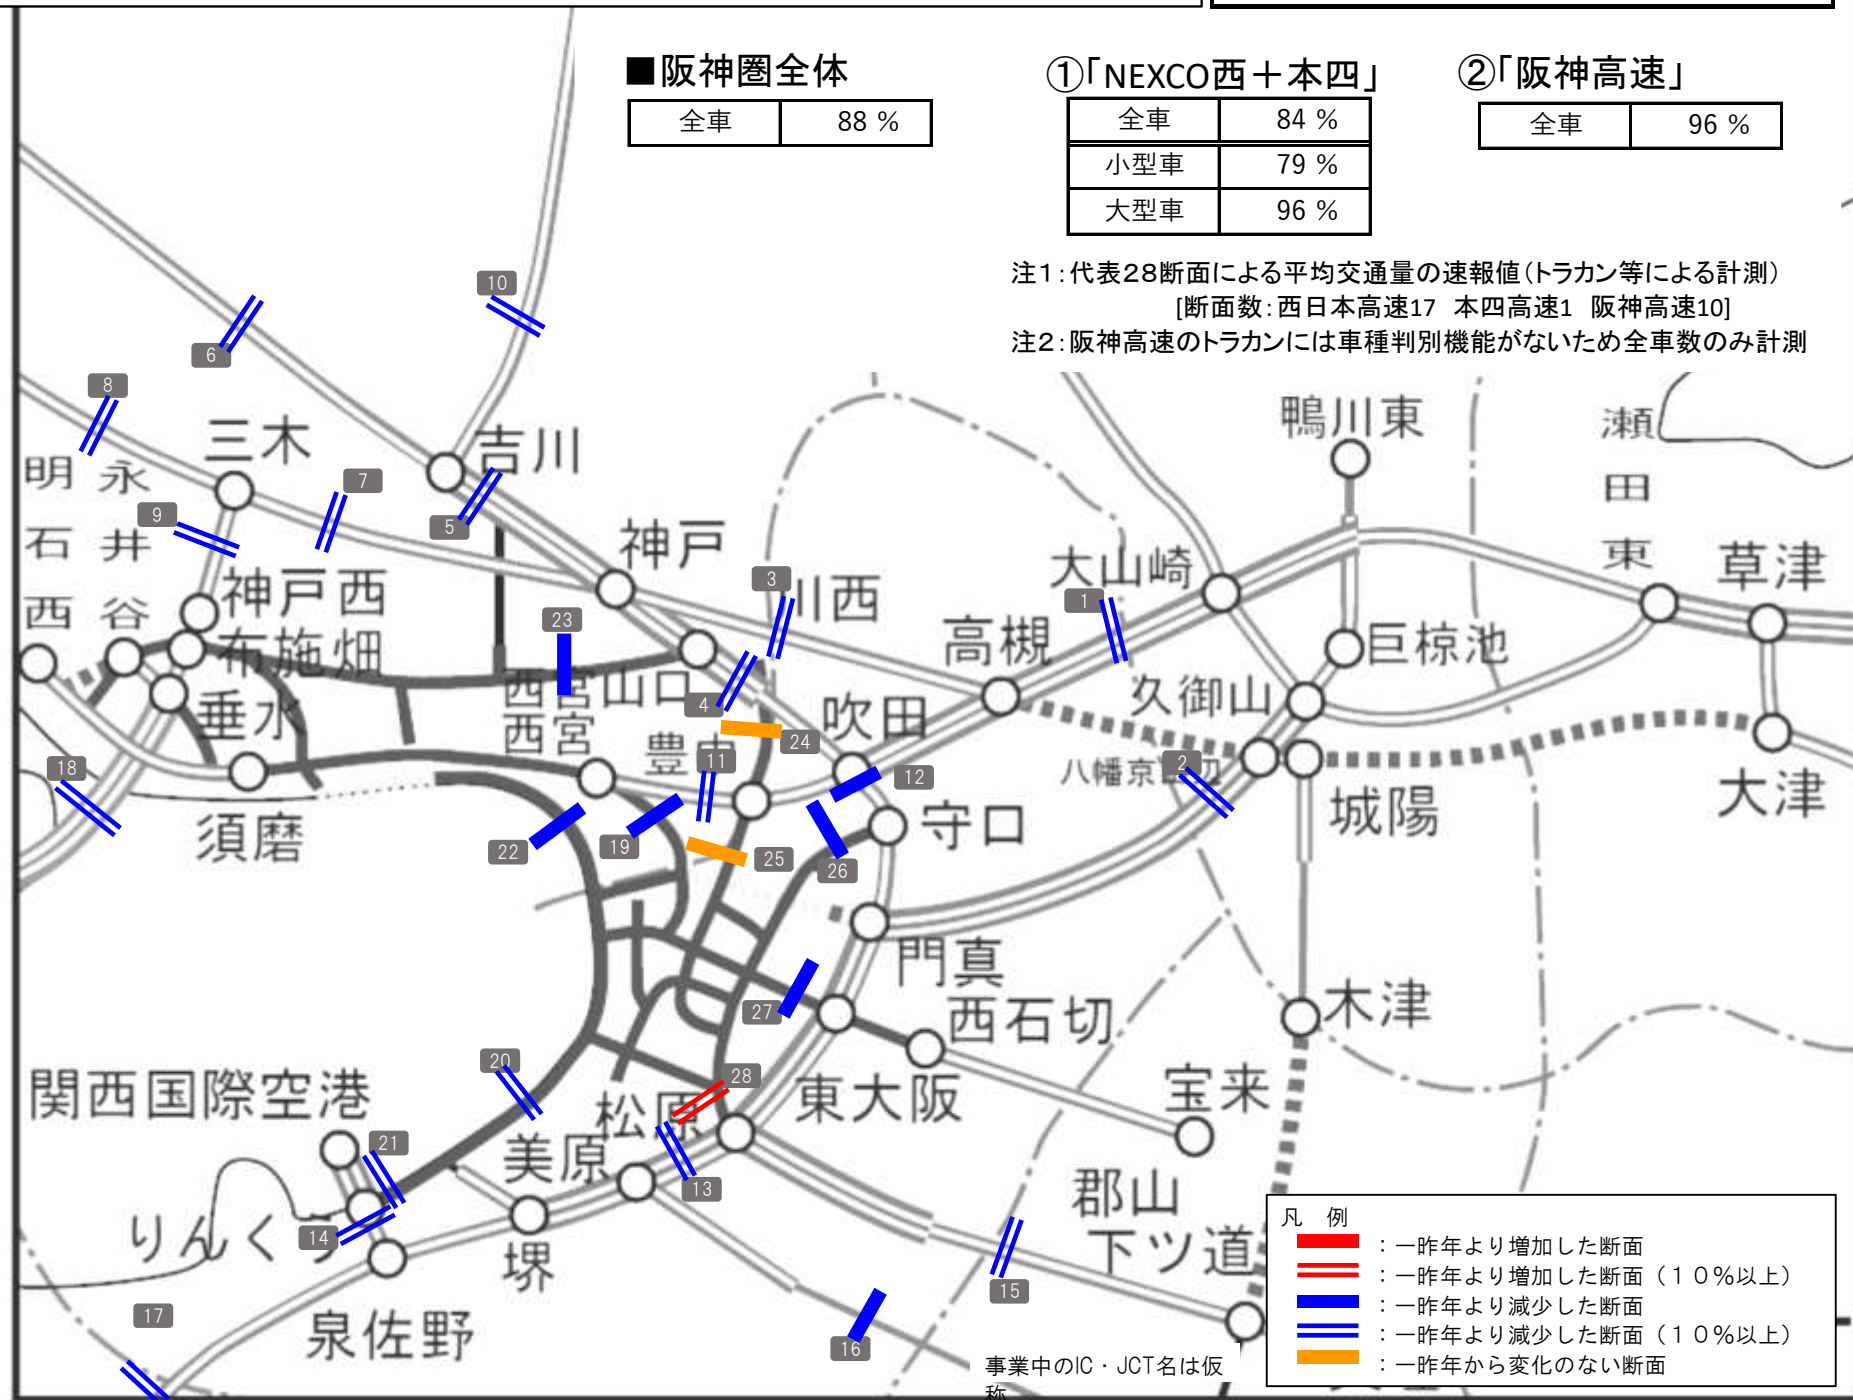 ■阪神圏全体
全車 88 %
①「NEXCO西＋本四」
全車 84 %
小型車 79 %
大型車 96 %
②「阪神高速」
全車 96 %
注１：代表２８断面による平均交通量の速報値（トラカン等による計測）
[断面数：西日本高速17 本四高速1 阪神高速10]
注２：阪神高速のトラカンには車種判別機能がないため全車数のみ計測
10
6
8
三木
吉川
鴨川東
瀬田東
明石西
永井谷
7
9
5
神戸
3
川西
大山崎
1
草津
神戸西
布施畑
23
高槻
巨椋池
西宮山口
4
久御山
垂水
西宮
豊中
24
吹田
11
12
八幡京田辺
2
18
大津
城陽
須磨
守口
22
19
25
26
門真
27
西石切
木津
20
28
関西国際空港
松原
東大阪
宝来
21
美原
13
郡山下ツ道
りんくう
14
堺
15
17
泉佐野
16
事業中のIC・JCT名は仮
称
凡 例
：一昨年より増加した断面
：一昨年より増加した断面（１０％以上）
：一昨年より減少した断面
：一昨年より減少した断面（１０％以上）
：一昨年から変化のない断面